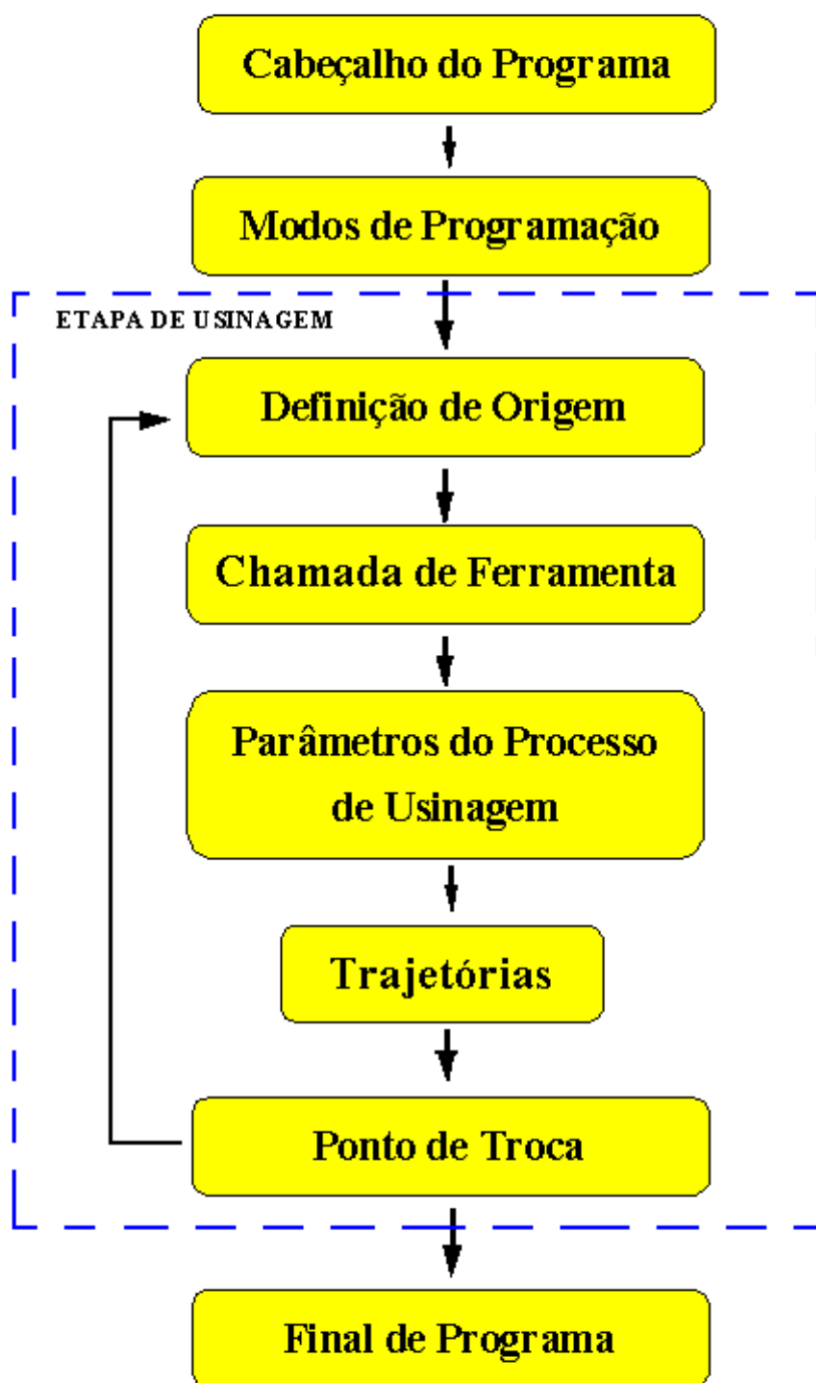 Cabeçalho do Programa
Modos de Programação
ETAPA DE USINAGEM
Definição de Origem
Chamada de Ferramenta
Parâmetros do Processo
de Usinagem
Trajetórias
Ponto de Troca
Final de Programa